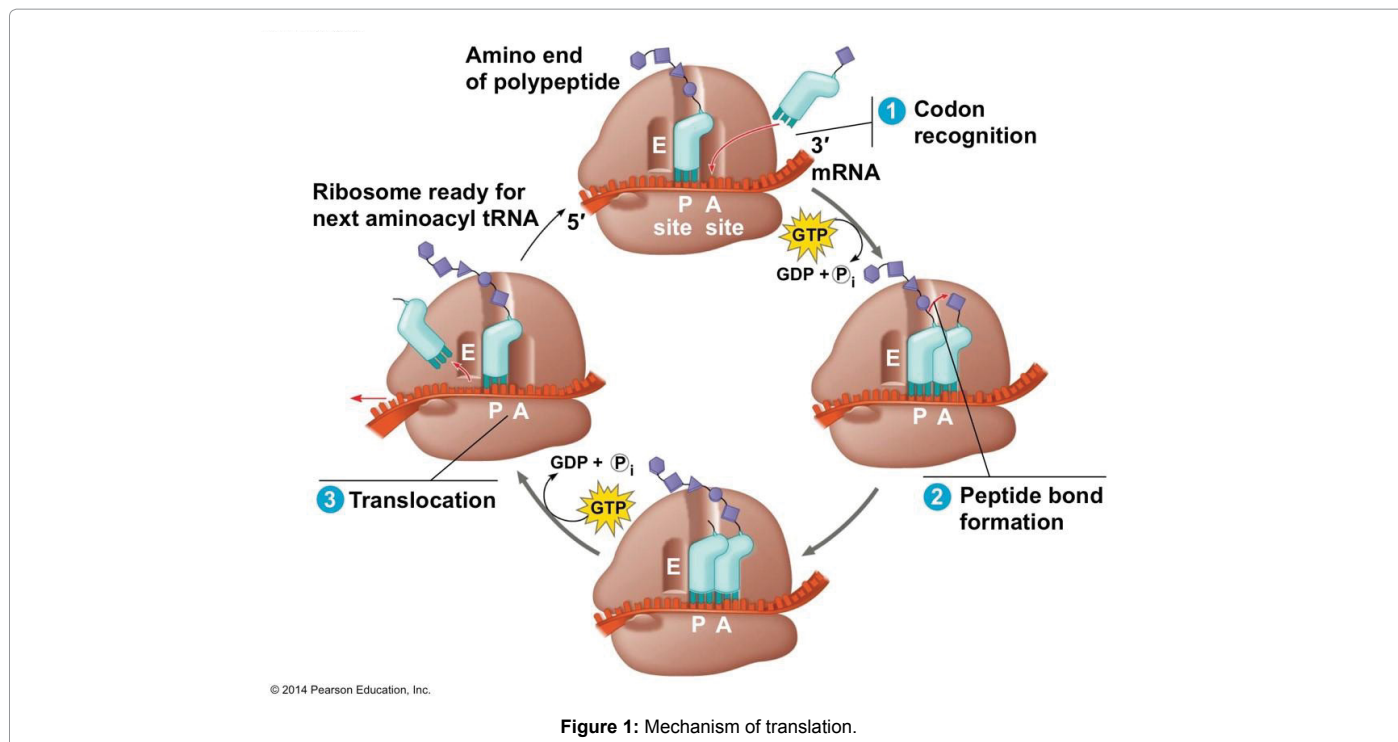 Amino end
of polypeptide
1 Codon
recognition
E
3′
mRNA
Ribosome ready for
next aminoacyl tRNA
5′
P A
site site
GTP
GDP + Pi
E
P A
E
P A
2 Peptide bond
formation
GDP + Pi
GTP
3 Translocation
E
P A
© 2014 Pearson Education, Inc.
Figure 1: Mechanism of translation.